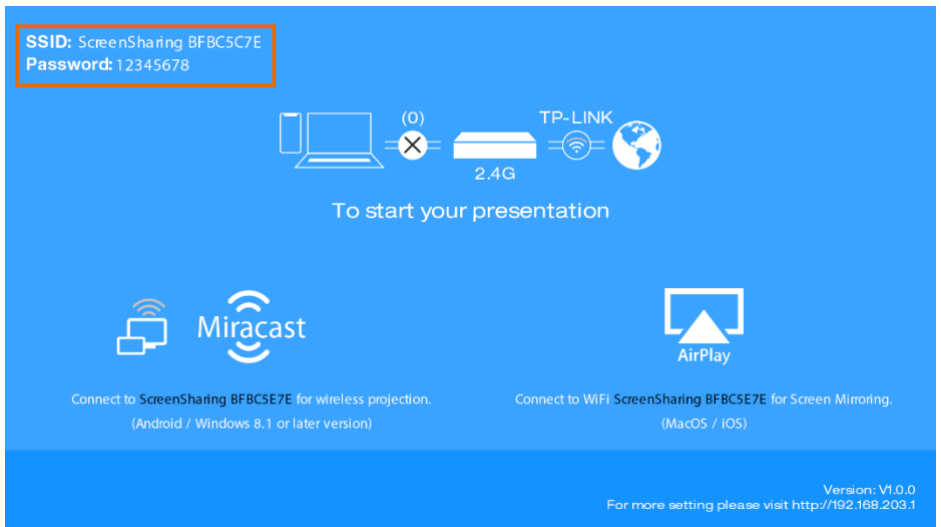 SSID: ScreenSharing BFBC5C7E
Password: 12345678
(0)
TP-LINK
2.4G
To start your presentation
Miracast
AirPlay
Connect to ScreenSharing BFBC5E7E for wireless projection.
(Android / Windows 8.1 or later version)
Connect to WiFi ScreenSharing BFBC5E7E for Screen Mirroring.
(MacOS / iOS)
Version: V1.0.0
For more setting please visit http://192.168.203.1